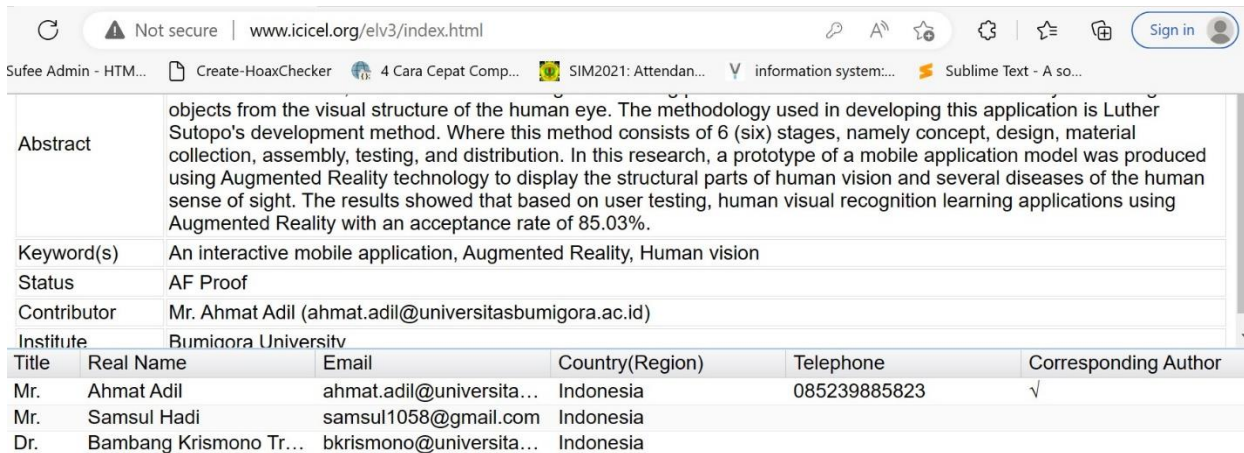 Not secure | www.icicel.org/elv3/index.html Sign in
Sufee Admin - HTM... Create-HoaxChecker 4 Cara Cepat Comp... SIM2021: Attendan... information system:... Sublime Text - A so...
objects from the visual structure of the human eye. The methodology used in developing this application is Luther
Sutopo's development method. Where this method consists of 6 (six) stages, namely concept, design, material
Abstract collection, assembly, testing, and distribution. In this research, a prototype of a mobile application model was produced
using Augmented Reality technology to display the structural parts of human vision and several diseases of the human
sense of sight. The results showed that based on user testing, human visual recognition learning applications using
Augmented Reality with an acceptance rate of 85.03%.
Keyword(s) An interactive mobile application, Augmented Reality, Human vision
Status AF Proof
Contributor Mr. Ahmat Adil (ahmat.adil@universitasbumigora.ac.id)
Institute Bumigora University
Title Real Name Email Country(Region) Telephone Corresponding Author
Mr. Ahmat Adil ahmat.adil@universita... Indonesia 085239885823 √
Mr. Samsul Hadi samsul1058@gmail.com Indonesia
Dr. Bambang Krismono Tr... bkrismono@universita... Indonesia